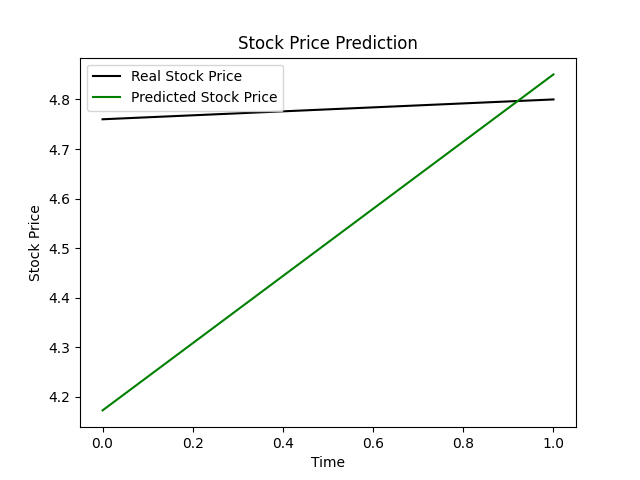 Stock Price Prediction
Real Stock Price
Predicted Stock Price
Stock Price
4.8
4.7
4.6
4.5
4.4
4.3
4.2
0.0 0.2 0.4 0.6 0.8 1.0
Time